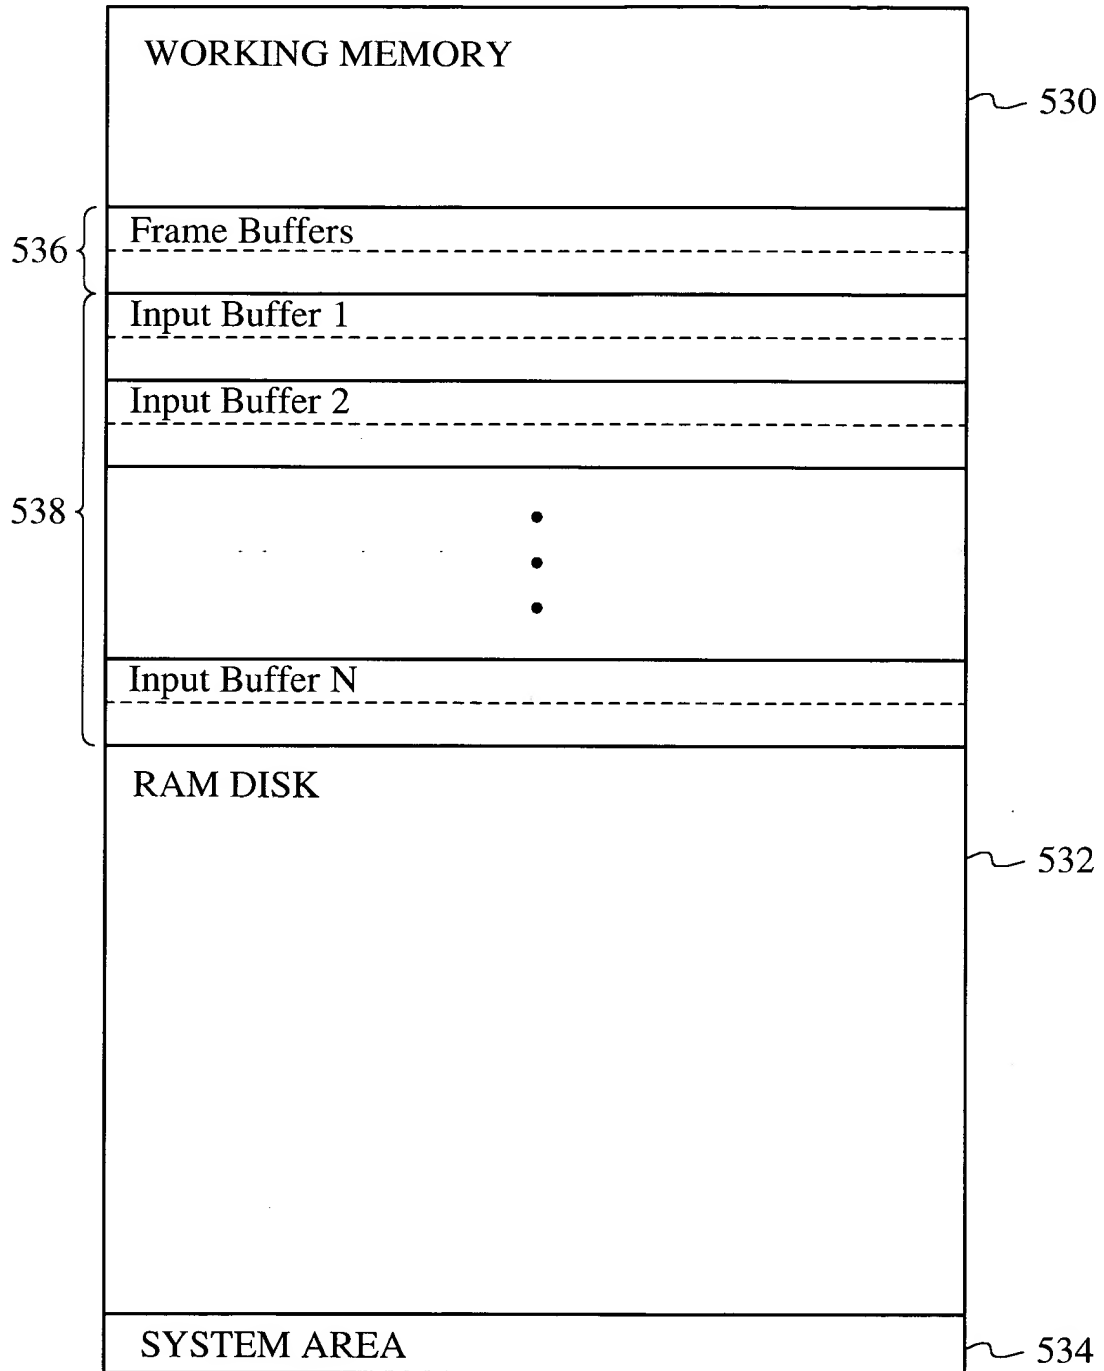 WORKING MEMORY
530
Frame Buffers
536
Input Buffer 1
Input Buffer 2
538
Input Buffer N
RAM DISK
532
SYSTEM AREA
534